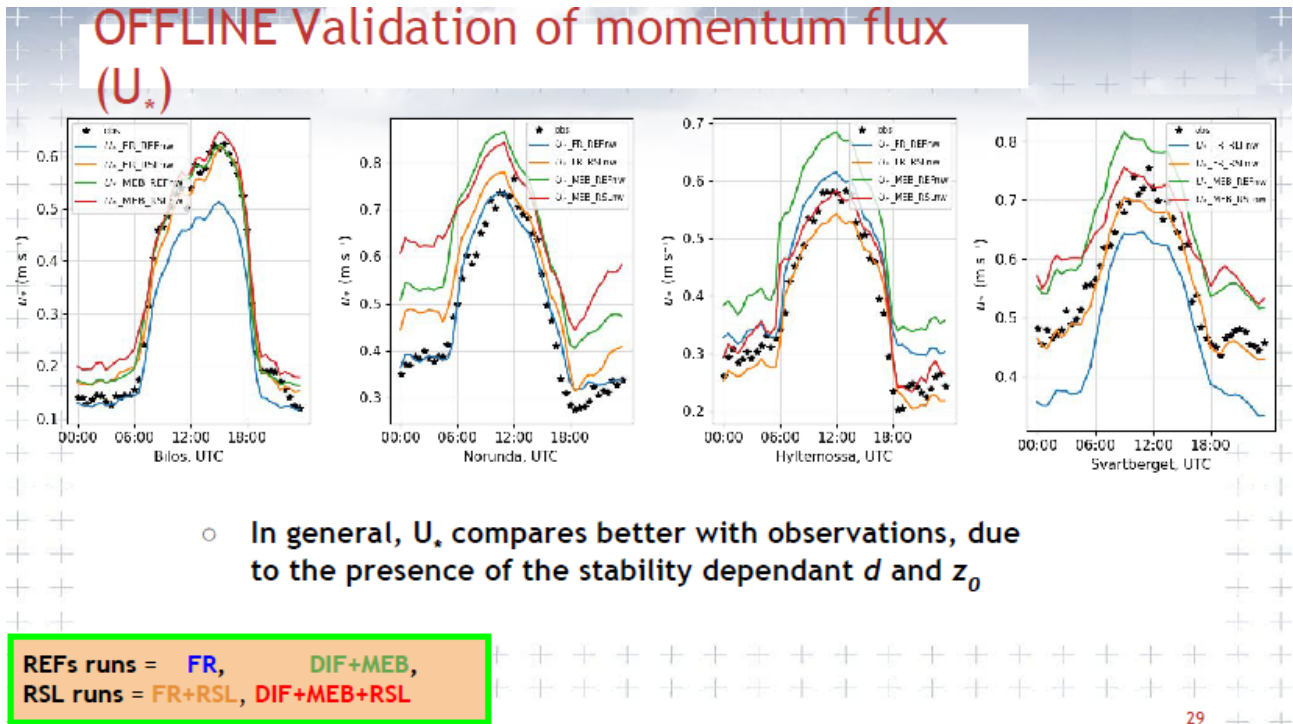 OFFLINE Validation of momentum flux
(U*)
obs
0.6
0.5
0.4
0.3
0.2
0.1
u* (m s⁻¹)
00:00 06:00 12:00 18:00
Bilos, UTC
obs
0.8
0.7
0.6
0.5
0.4
0.3
u* (m s⁻¹)
00:00 06:00 12:00 18:00
Norunda, UTC
obs
0.7
0.6
0.5
0.4
0.3
0.2
u* (m s⁻¹)
00:00 06:00 12:00 18:00
Hyltemossa, UTC
obs
0.8
0.7
0.6
0.5
0.4
u* (m s⁻¹)
00:00 06:00 12:00 18:00
Svartberget, UTC
○ In general, U* compares better with observations, due
to the presence of the stability dependant d and z0
REFs runs = FR, DIF+MEB,
RSL runs = FR+RSL, DIF+MEB+RSL
29